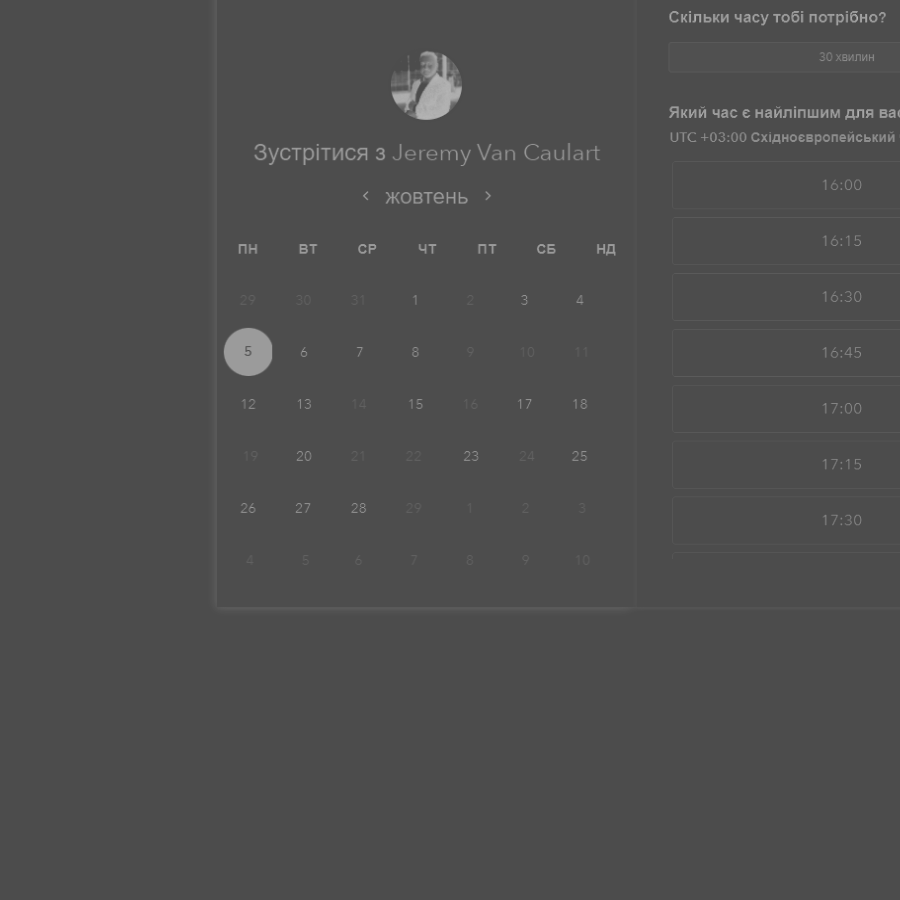 Зустрітися з Jeremy Van Caulart
‹ жовтень ›
ПН ВТ СР ЧТ ПТ СБ НД
29 30 31 1 2 3 4
5 6 7 8 9 10 11
12 13 14 15 16 17 18
19 20 21 22 23 24 25
26 27 28 29 1 2 3
4 5 6 7 8 9 10
Скільки часу тобі потрібно?
30 хвилин
Який час є найліпшим для вас
UTC +03:00 Східноєвропейський
16:00
16:15
16:30
16:45
17:00
17:15
17:30